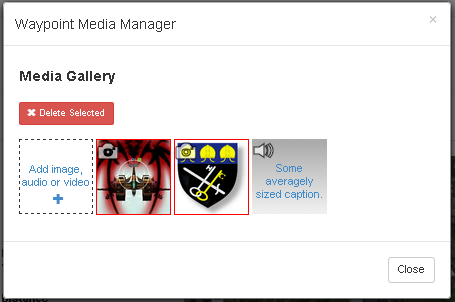 Waypoint Media Manager
×
Media Gallery
✖ Delete Selected
Add image,
audio or video
+
Some
averagely
sized caption.
Close